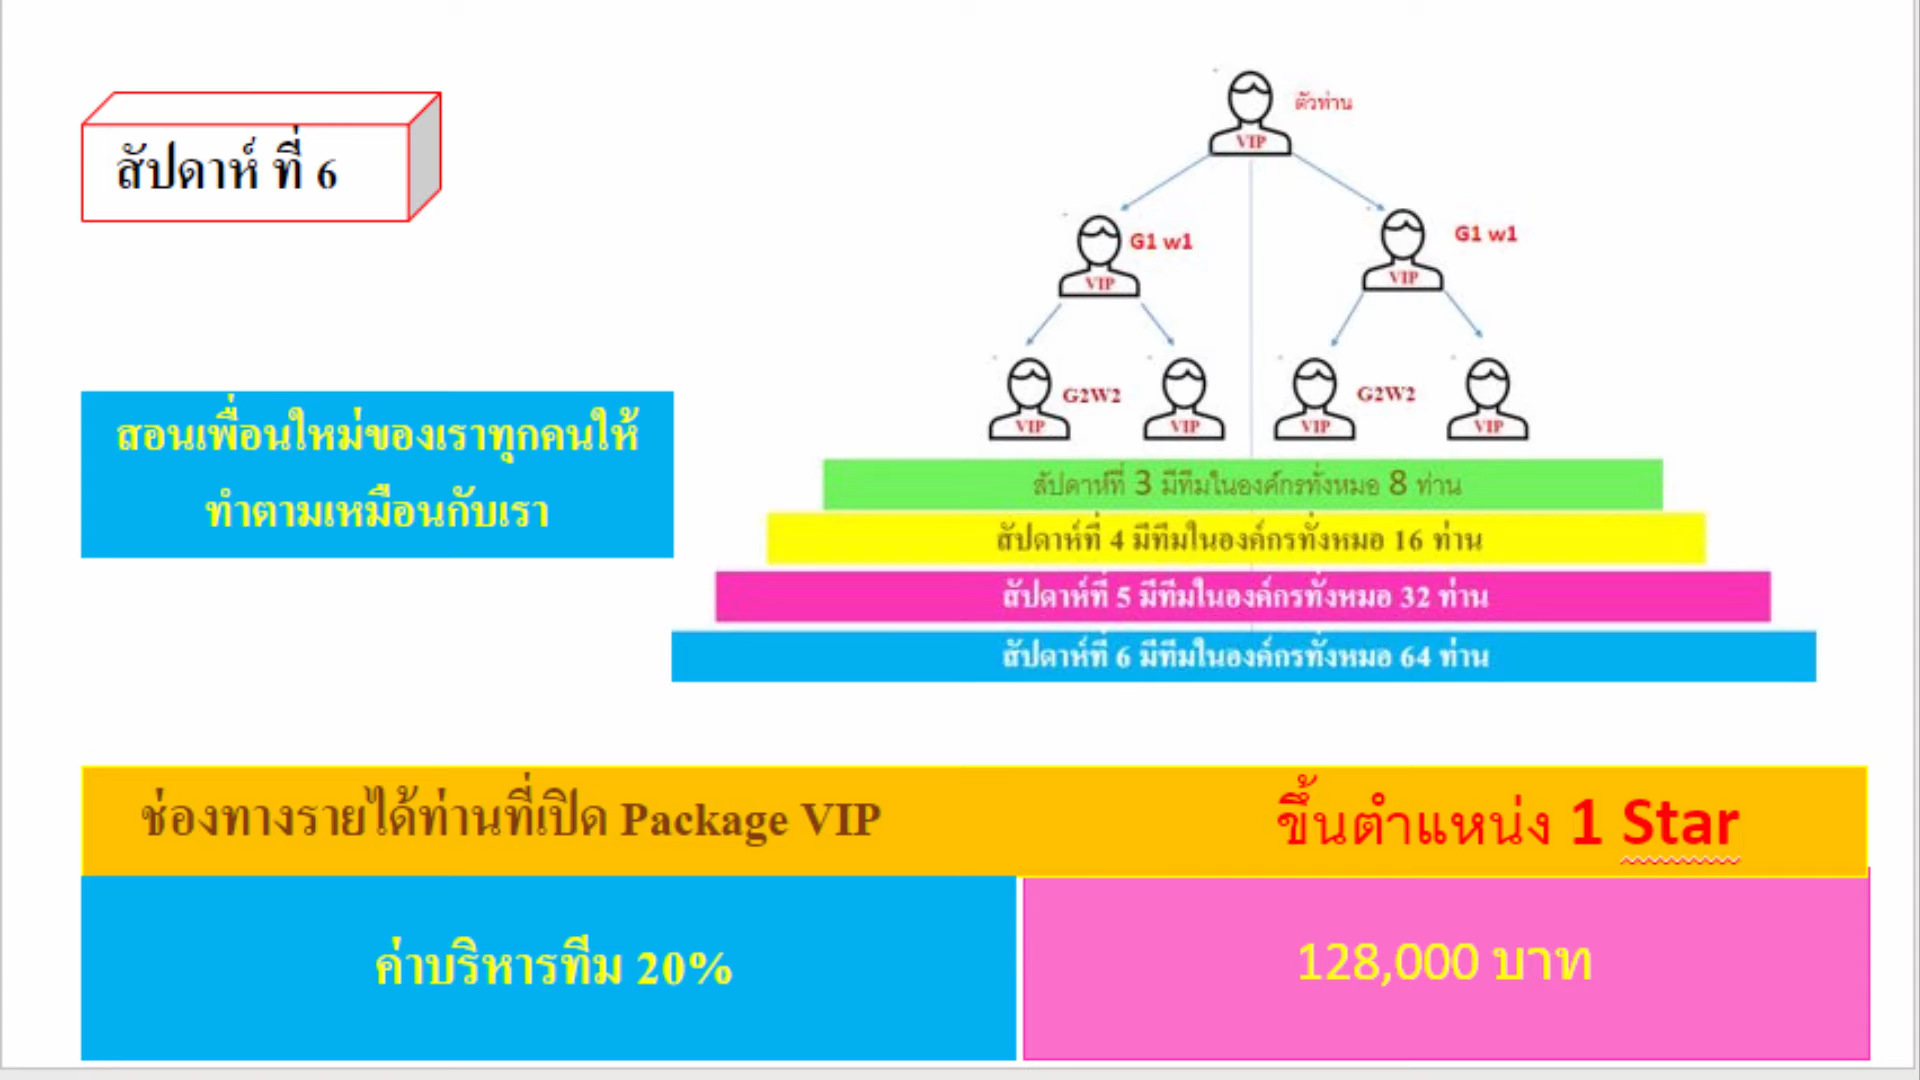 สัปดาห์ ที่ 6
ตัวท่าน
VIP
G1 w1
G1 w1
VIP
VIP
G2W2
G2W2
VIP
VIP
VIP
VIP
สอนเพื่อนใหม่ของเราทุกคนให้
ทำตามเหมือนกับเรา
สัปดาห์ที่ 3 มีทีมในองค์กรทั้งหมอ 8 ท่าน
สัปดาห์ที่ 4 มีทีมในองค์กรทั้งหมอ 16 ท่าน
สัปดาห์ที่ 5 มีทีมในองค์กรทั้งหมอ 32 ท่าน
สัปดาห์ที่ 6 มีทีมในองค์กรทั้งหมอ 64 ท่าน
ช่องทางรายได้ท่านที่เปิด Package VIP
ขึ้นตำแหน่ง 1 Star
ค่าบริหารทีม 20%
128,000 บาท